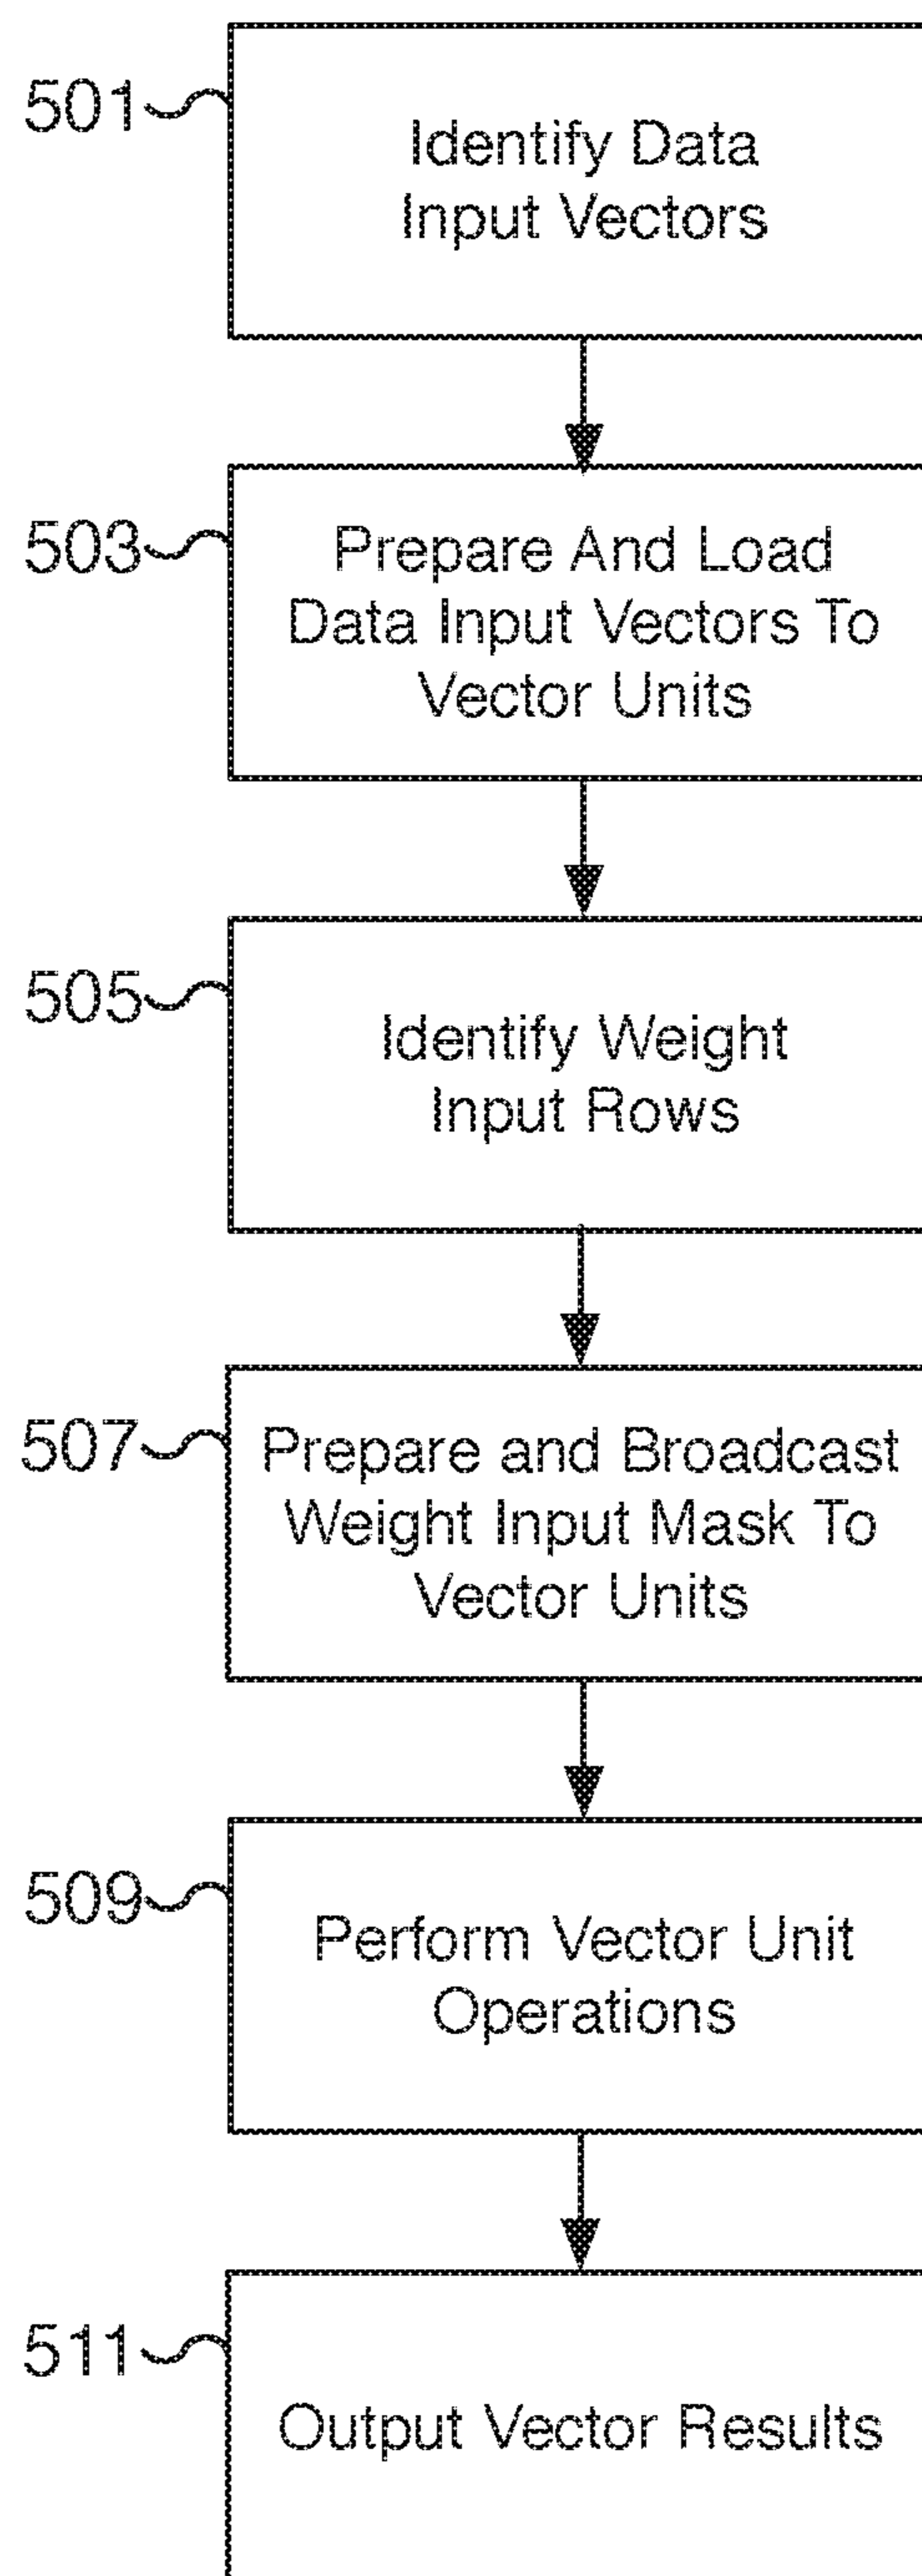 501
Identify Data
Input Vectors
503
Prepare And Load
Data Input Vectors To
Vector Units
505
Identify Weight
Input Rows
507
Prepare and Broadcast
Weight Input Mask To
Vector Units
509
Perform Vector Unit
Operations
511
Output Vector Results